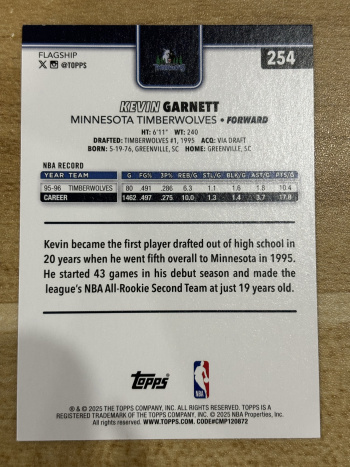 FLAGSHIP
X @TOPPS
254
KEVIN GARNETT
MINNESOTA TIMBERWOLVES • FORWARD
HT: 6'11" WT: 240
DRAFTED: TIMBERWOLVES #1, 1995 ACQ: VIA DRAFT
BORN: 5-19-76, GREENVILLE, SC HOME: GREENVILLE, SC
NBA RECORD
YEAR TEAM G FG% 3P% REB/G STL/G BLK/G AST/G PTS/G
95-96 TIMBERWOLVES 80 .491 .286 6.3 1.1 1.6 1.8 10.4
CAREER 1462 .497 .275 10.0 1.3 1.4 3.7 17.8
Kevin became the first player drafted out of high school in
20 years when he went fifth overall to Minnesota in 1995.
He started 43 games in his debut season and made the
league's NBA All-Rookie Second Team at just 19 years old.
Topps
NBA
® & © 2025 THE TOPPS COMPANY, INC. ALL RIGHTS RESERVED. TOPPS IS A
REGISTERED TRADEMARK OF THE TOPPS COMPANY, INC. © 2025 NBA Properties, Inc.
All rights reserved. WWW.TOPPS.COM. CODE#CMP120872